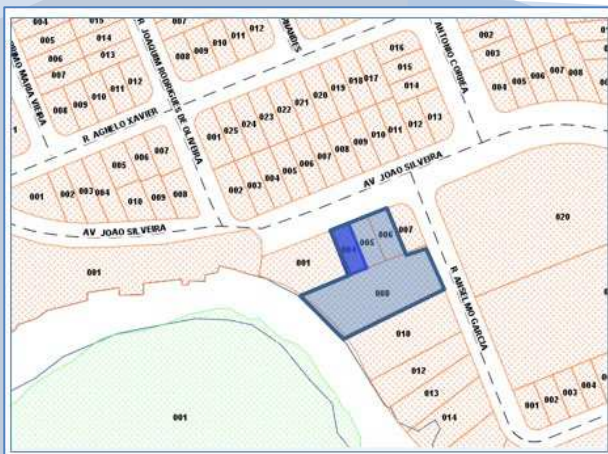 004 015 007 012 004
005 014 R JOAQUIM RODRIGUES DE OLIVEIRA 011 016 ANTONIO CORREA 002
006 013 010 015 003
007 012 009 014 004 005 006 007 008
008 009 010 011 008 017
R AGNELO XAVIER
001 025 024 023 022 021 020 019 018
002 003 004 005 006 007 008 009 010 011 012 013
005 006 007
001 002 003 004 010 009 008
AV JOAO SILVEIRA
AV JOAO SILVEIRA
020
005 006 007
001 001
008
R ANSELMO GARCIA
010
012
013
014
001 002 003 004
001